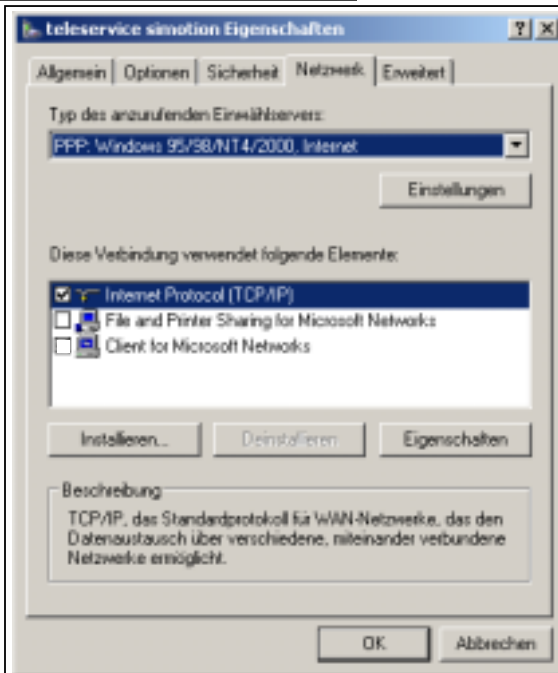 teleservice simotion Eigenschaften
Allgemein Optionen Sicherheit Netzwerk Erweitert
Typ des anzurufenden Einwählservers:
PPP: Windows 95/98/NT4/2000, Internet
Einstellungen
Diese Verbindung verwendet folgende Elemente:
Internet Protocol (TCP/IP)
File and Printer Sharing for Microsoft Networks
Client for Microsoft Networks
Installieren... Deinstallieren Eigenschaften
Beschreibung
TCP/IP, das Standardprotokoll für WAN-Netzwerke, das den
Datenaustausch über verschiedene, miteinander verbundene
Netzwerke ermöglicht.
OK Abbrechen